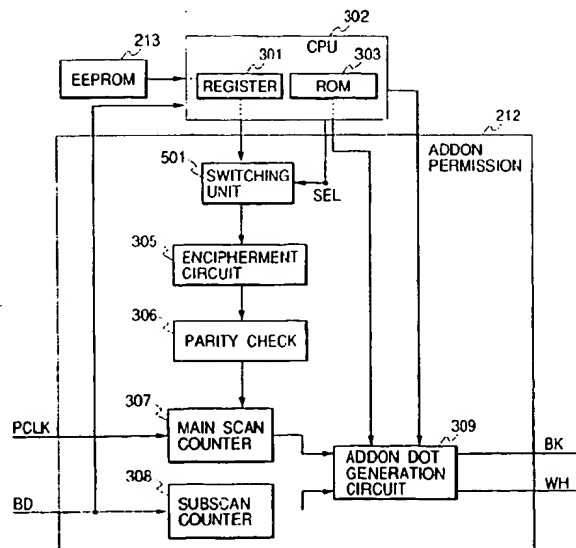 302
213
CPU
301
303
EEPROM
REGISTER
ROM
212
ADDON
PERMISSION
501
SWITCHING
UNIT
SEL
305
ENCIPHERMENT
CIRCUIT
306
PARITY CHECK
307
309
PCLK
MAIN SCAN
COUNTER
BK
ADDON DOT
GENERATION
CIRCUIT
308
WH
BD
SUBSCAN
COUNTER